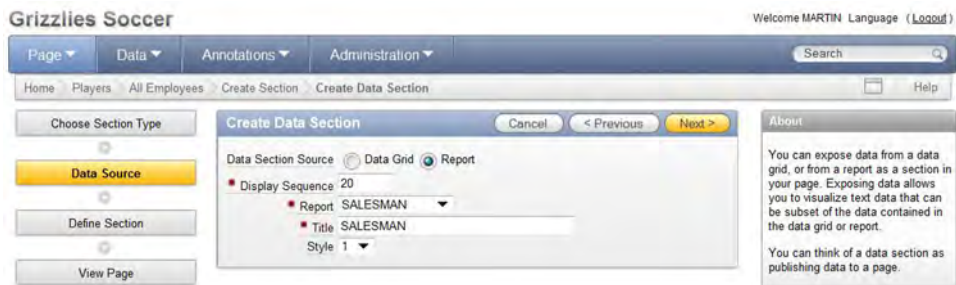 Grizzlies Soccer
Welcome MARTIN Language (Logout)
Page Data Annotations Administration
Search
Home Players All Employees Create Section Create Data Section
Help
Choose Section Type
Data Source
Define Section
View Page
Create Data Section
Cancel < Previous Next >
Data Section Source Data Grid Report
Display Sequence 20
Report SALESMAN
Title SALESMAN
Style 1
About
You can expose data from a data
grid, or from a report as a section in
your page. Exposing data allows
you to visualize text data that can
be subset of the data contained in
the data grid or report.
You can think of a data section as
publishing data to a page.